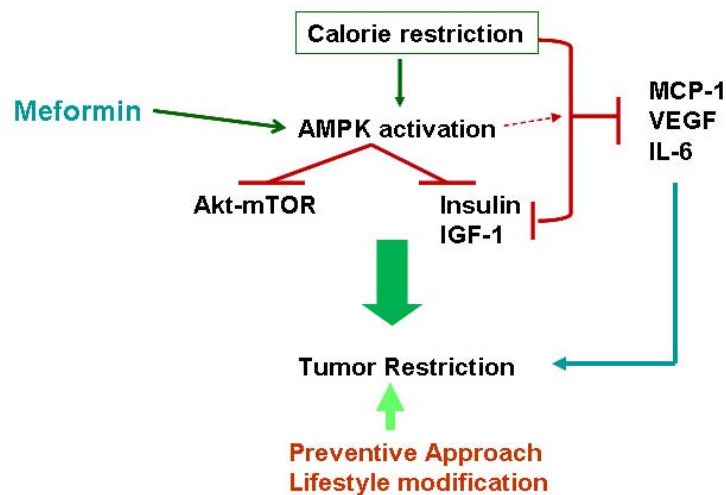 Calorie restriction
Meformin
AMPK activation
MCP-1
VEGF
IL-6
Akt-mTOR
Insulin
IGF-1
Tumor Restriction
Preventive Approach
Lifestyle modification